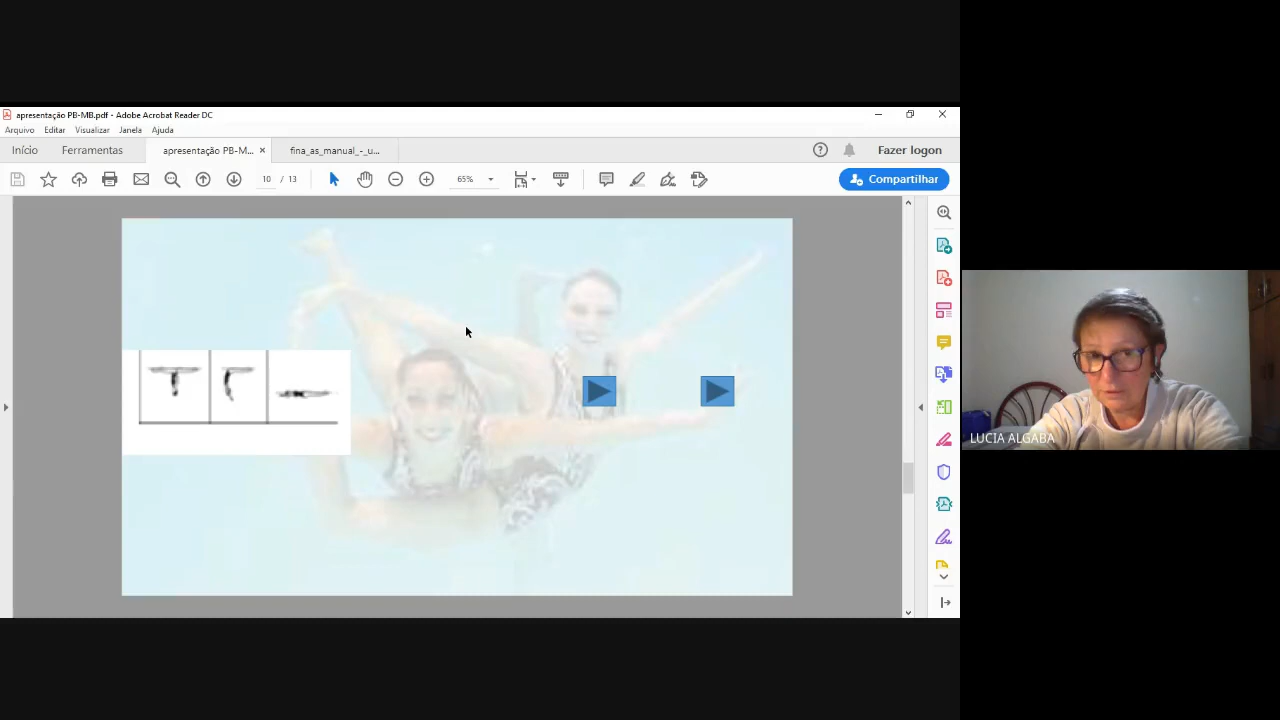 apresentação PB-MB.pdf - Adobe Acrobat Reader DC
Arquivo Editar Visualizar Janela Ajuda
Início Ferramentas apresentação PB-M... fina_as_manual_-_u... Fazer logon
10 / 13 65% Compartilhar
LUCIA ALGABA